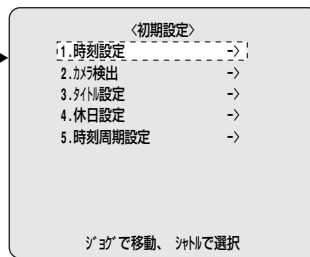 〈初期設定〉
1.時刻設定 ->
2.ｶﾒﾗ検出 ->
3.ﾀｲﾄﾙ設定 ->
4.休日設定 ->
5.時刻周期設定 ->
ｼﾞｮｸﾞで移動、 ｼｬﾄﾙで選択